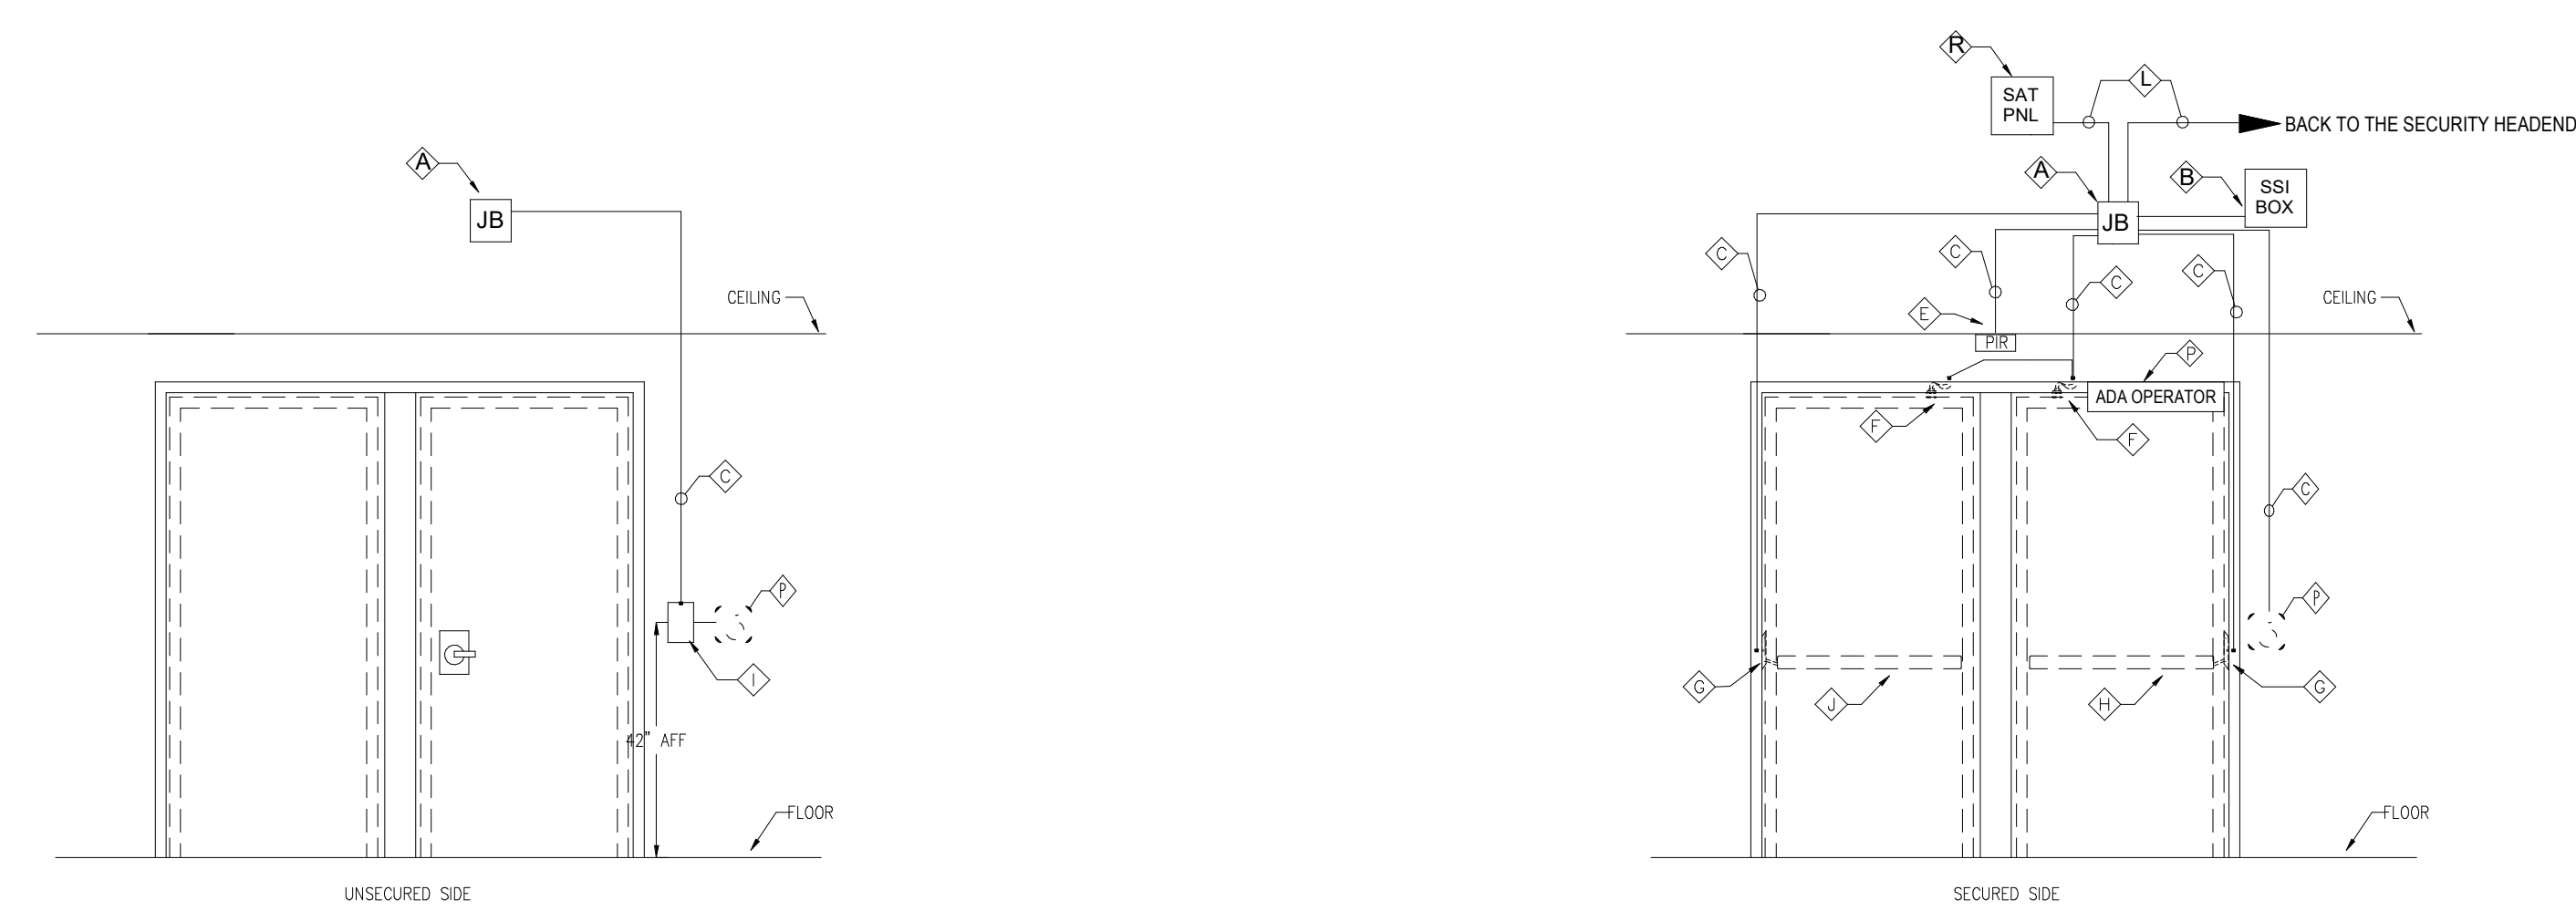 R
SAT
PNL
L
BACK TO THE SECURITY HEADEND
A
JB
A
JB
B
SSI
BOX
C
C
C
C
CEILING
CEILING
E
PIR
P
ADA OPERATOR
F
F
C
C
P
P
I
G
J
H
G
42" AFF
FLOOR
FLOOR
UNSECURED SIDE
SECURED SIDE